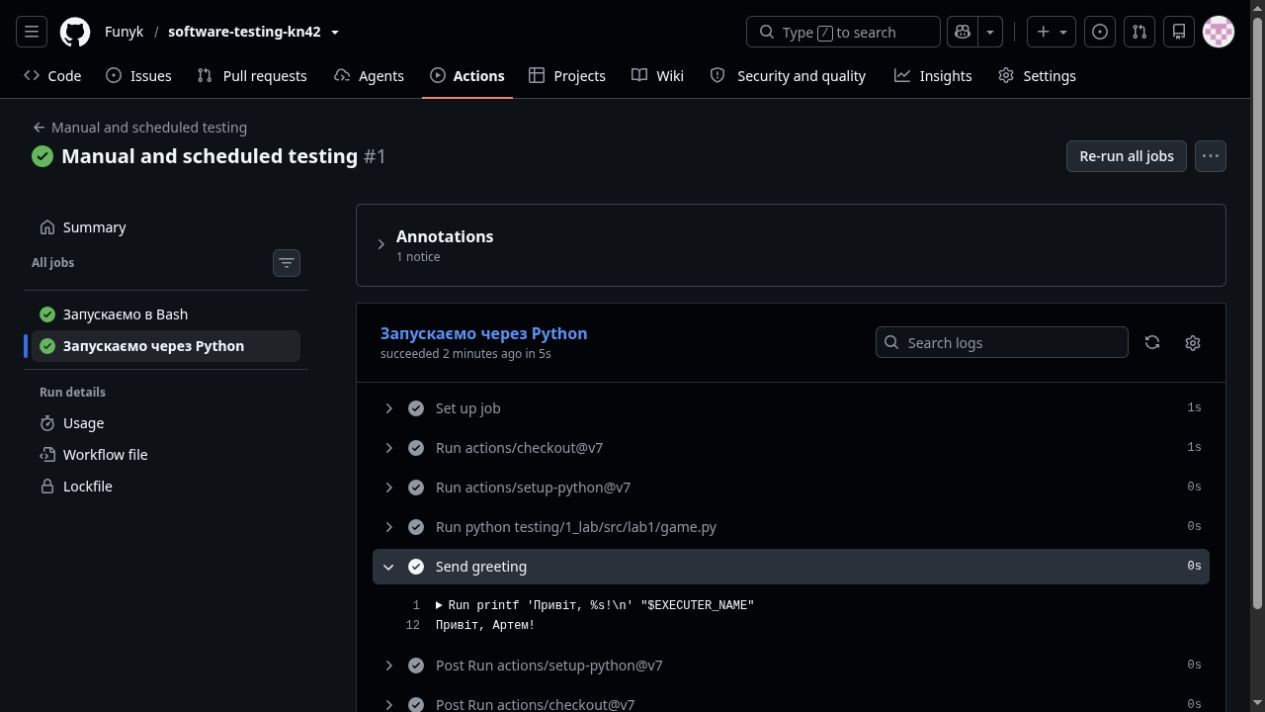 Funyk / software-testing-kn42
Type / to search
Code Issues Pull requests Agents Actions Projects Wiki Security and quality Insights Settings
Manual and scheduled testing
Manual and scheduled testing #1
Re-run all jobs
Summary
All jobs
Запускаємо в Bash
Запускаємо через Python
Run details
Usage
Workflow file
Lockfile
Annotations
1 notice
Запускаємо через Python
succeeded 2 minutes ago in 5s
Search logs
Set up job 1s
Run actions/checkout@v7 1s
Run actions/setup-python@v7 0s
Run python testing/1_lab/src/lab1/game.py 0s
Send greeting 0s
1 Run printf 'Привіт, %s!\n' "$EXECUTER_NAME"
12 Привіт, Артем!
Post Run actions/setup-python@v7 0s
Post Run actions/checkout@v7 0s